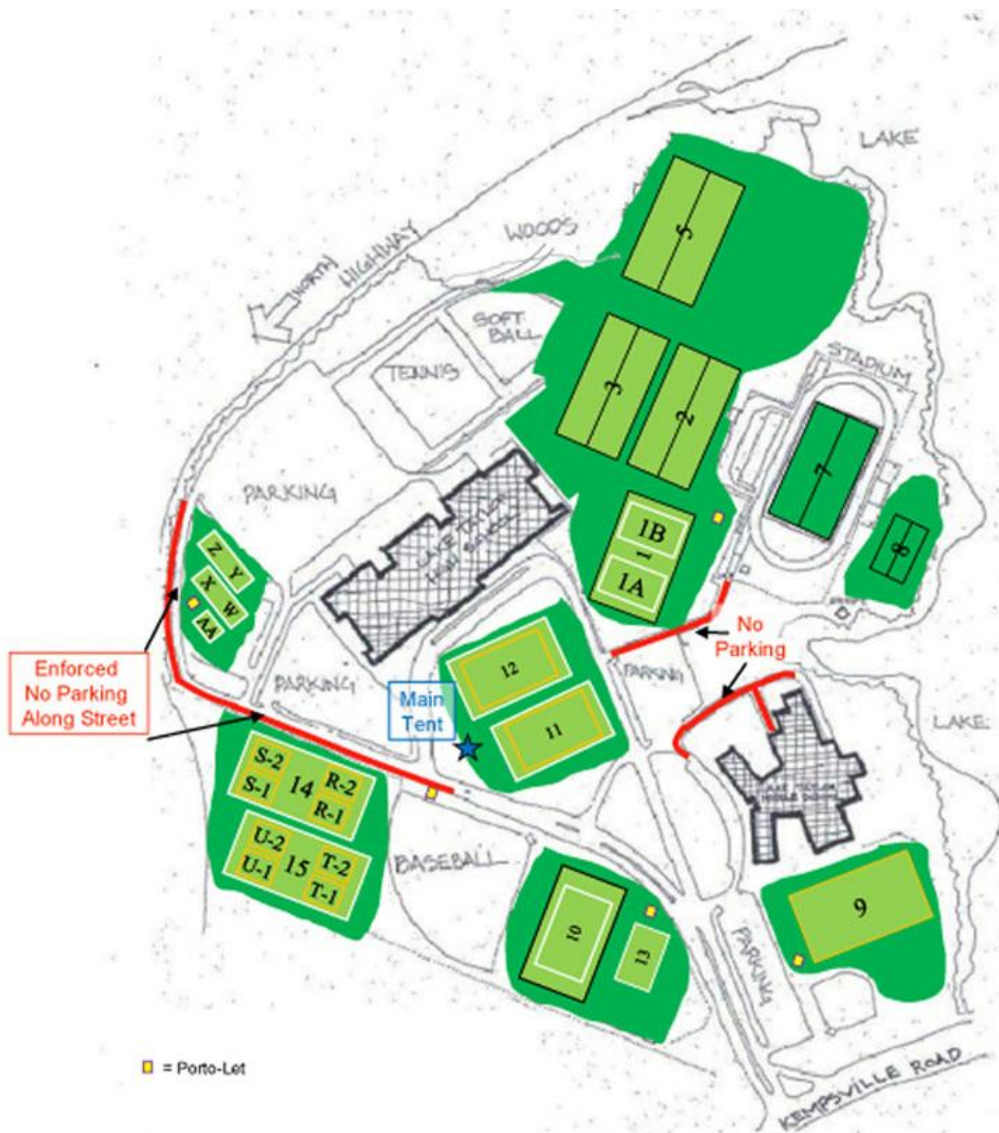 LAKE
WOODS
NORTH
HIGHWAY
5
SOFT
BALL
TENNIS
3
2
STADIUM
7
8
PARKING
1B
1
1A
Z
Y
X
W
AA
Enforced
No Parking
Along Street
No
Parking
PARKING
PARKING
12
11
Main
Tent
LAKE
S-2
S-1
14
R-2
R-1
U-2
U-1
15
T-2
T-1
BASEBALL
10
13
9
PARKING
KEMPSVILLE ROAD
= Porto-Let